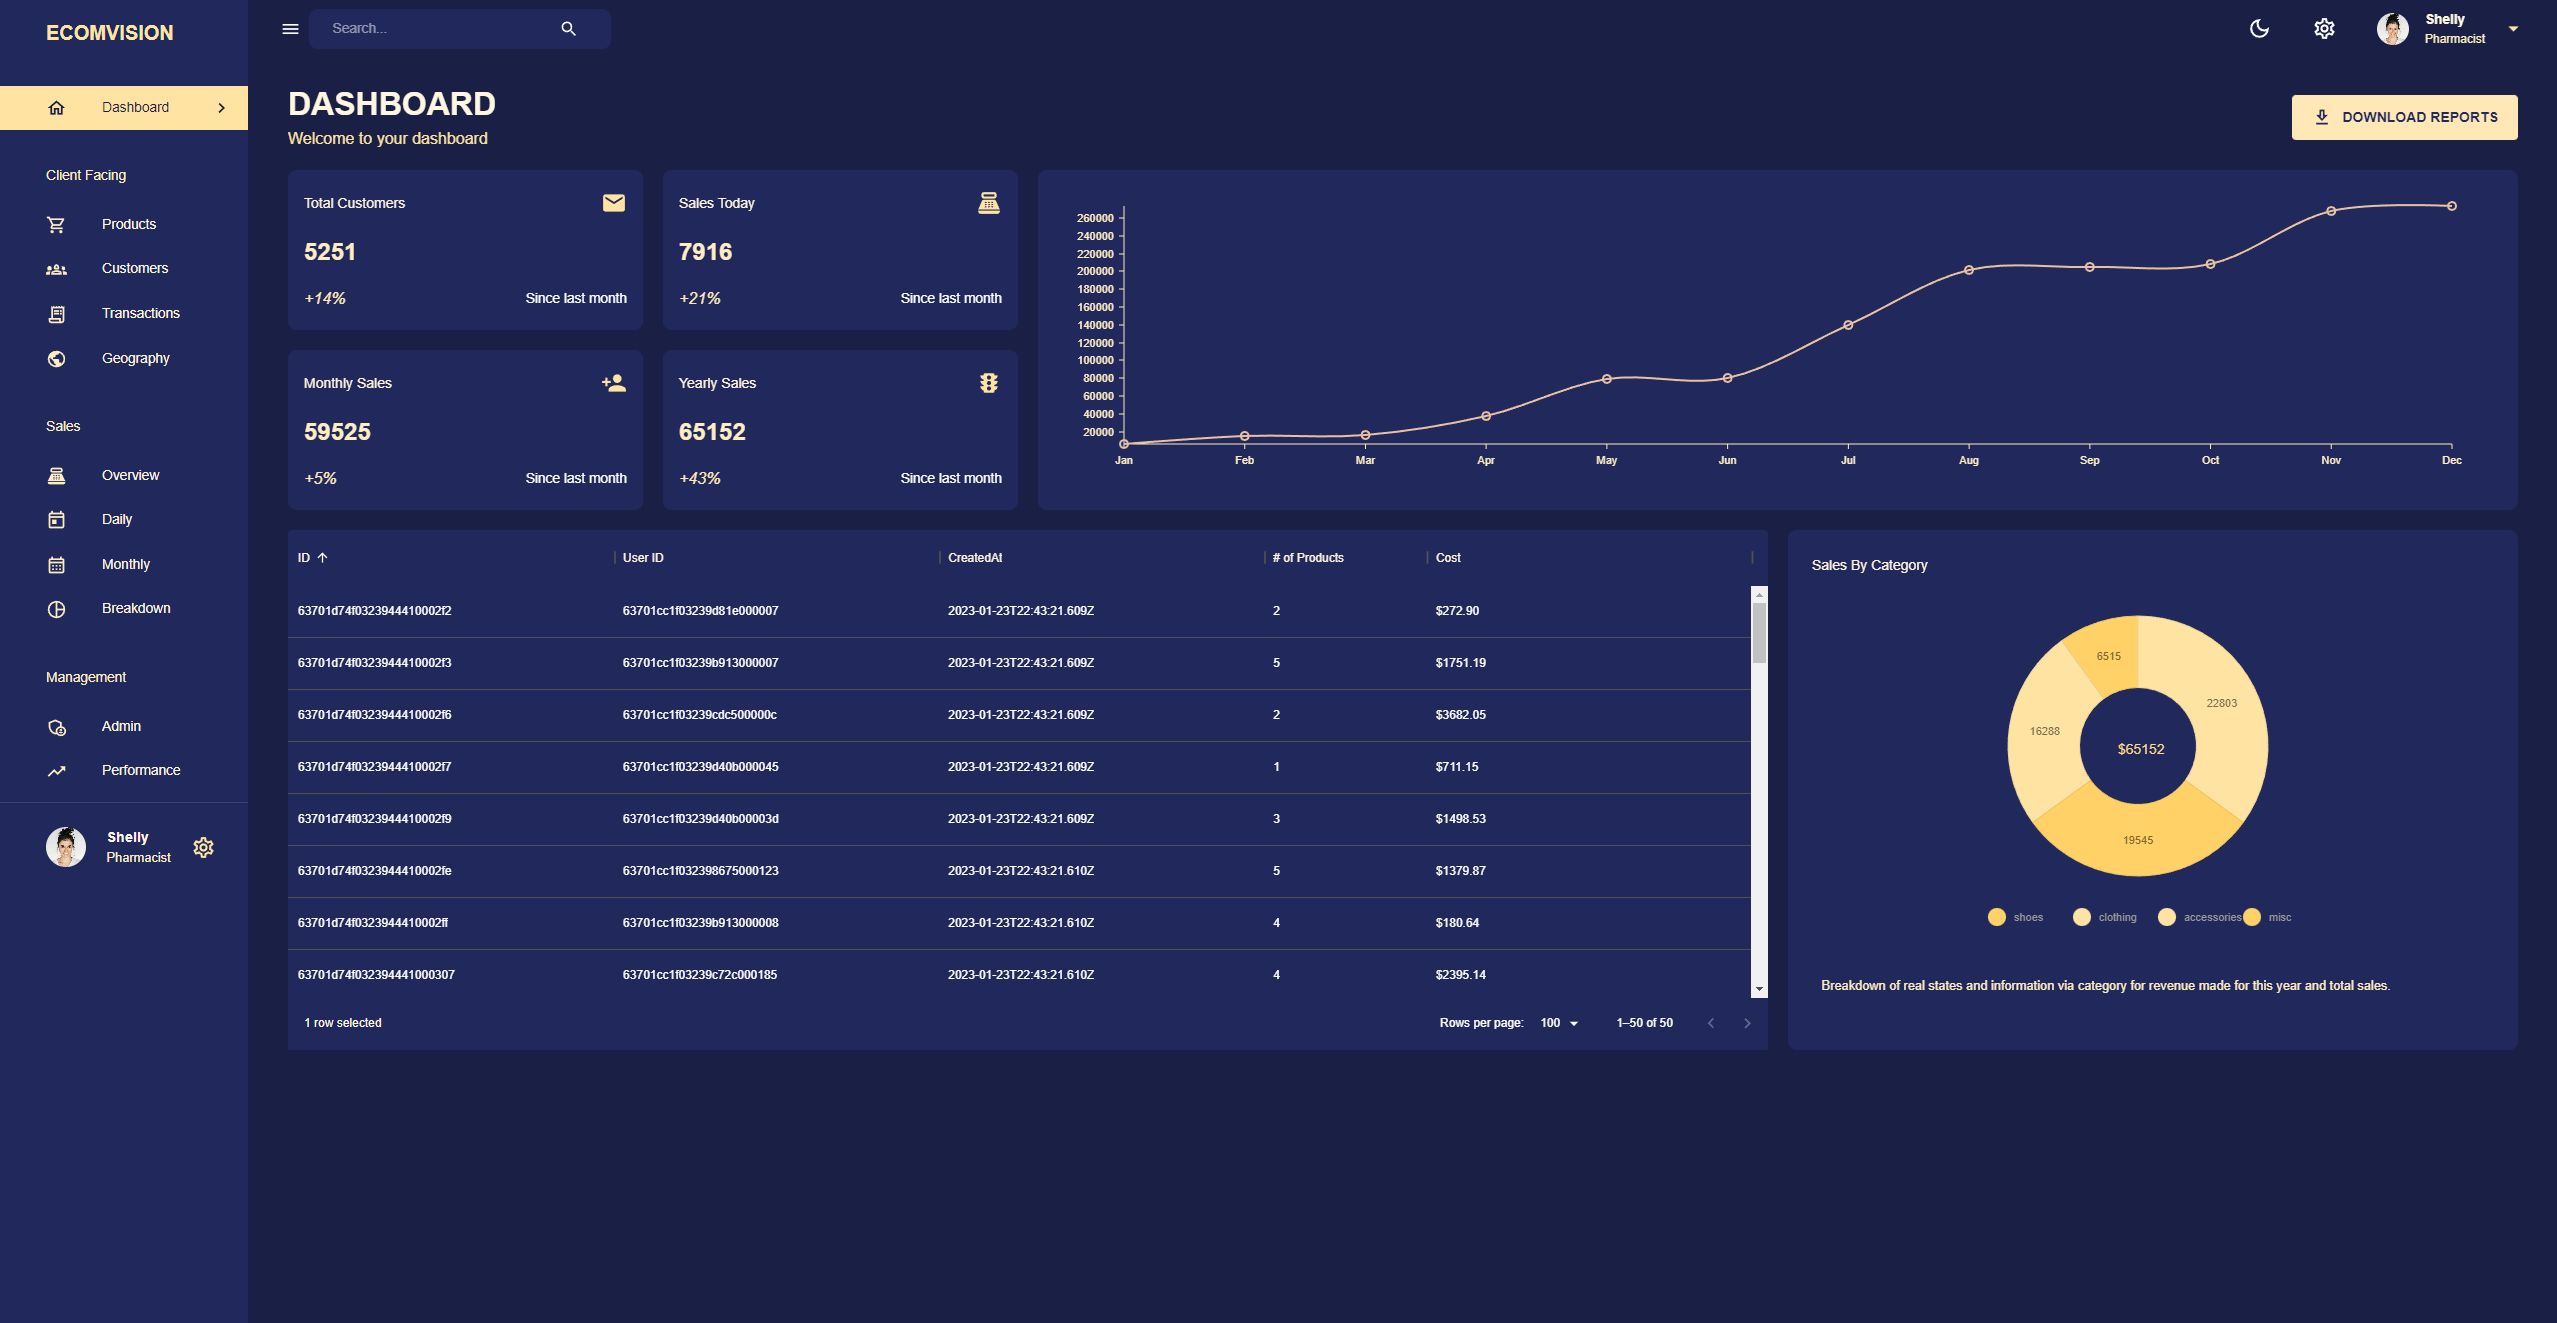 ECOMVISION
Dashboard
Client Facing
Products
Customers
Transactions
Geography
Sales
Overview
Daily
Monthly
Breakdown
Management
Admin
Performance
Shelly
Pharmacist
Search...
Shelly
Pharmacist
DASHBOARD
Welcome to your dashboard
DOWNLOAD REPORTS
Total Customers
5251
+14% Since last month
Sales Today
7916
+21% Since last month
Monthly Sales
59525
+5% Since last month
Yearly Sales
65152
+43% Since last month
260000
240000
220000
200000
180000
160000
140000
120000
100000
80000
60000
40000
20000
Jan Feb Mar Apr May Jun Jul Aug Sep Oct Nov Dec
ID User ID CreatedAt # of Products Cost
63701d74f0323944410002f2 63701cc1f03239d81e000007 2023-01-23T22:43:21.609Z 2 $272.90
63701d74f0323944410002f3 63701cc1f03239b913000007 2023-01-23T22:43:21.609Z 5 $1751.19
63701d74f0323944410002f6 63701cc1f03239cdc500000c 2023-01-23T22:43:21.609Z 2 $3682.05
63701d74f0323944410002f7 63701cc1f03239d40b000045 2023-01-23T22:43:21.609Z 1 $711.15
63701d74f0323944410002f9 63701cc1f03239d40b00003d 2023-01-23T22:43:21.609Z 3 $1498.53
63701d74f0323944410002fe 63701cc1f032398675000123 2023-01-23T22:43:21.610Z 5 $1379.87
63701d74f0323944410002ff 63701cc1f03239b913000008 2023-01-23T22:43:21.610Z 4 $180.64
63701d74f032394441000307 63701cc1f03239c72c000185 2023-01-23T22:43:21.610Z 4 $2395.14
1 row selected Rows per page: 100 1–50 of 50
Sales By Category
6515
22803
16288
$65152
19545
shoes clothing accessories misc
Breakdown of real states and information via category for revenue made for this year and total sales.